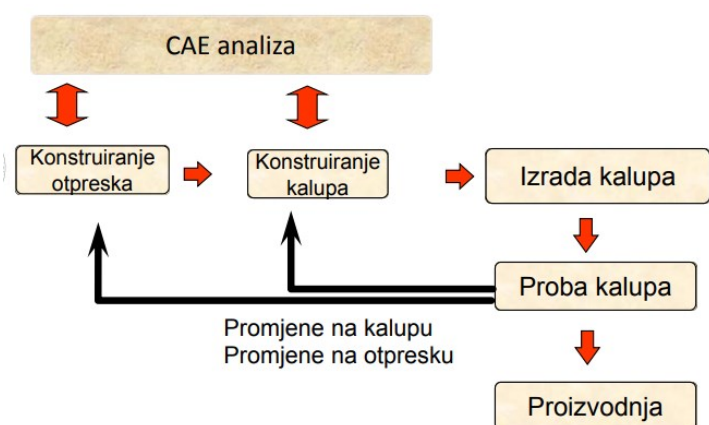 CAE analiza
Konstruiranje
otpreska
Konstruiranje
kalupa
Izrada kalupa
Proba kalupa
Promjene na kalupu
Promjene na otpresku
Proizvodnja